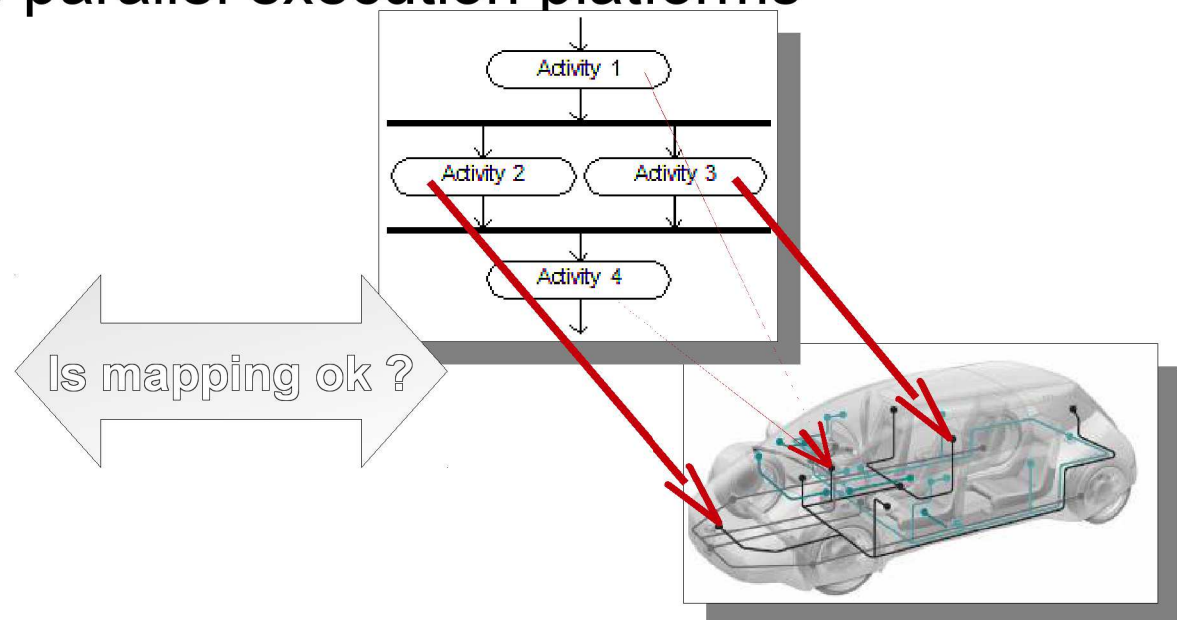 parallel execution platforms
Activity 1
Activity 2
Activity 3
Activity 4
Is mapping ok ?